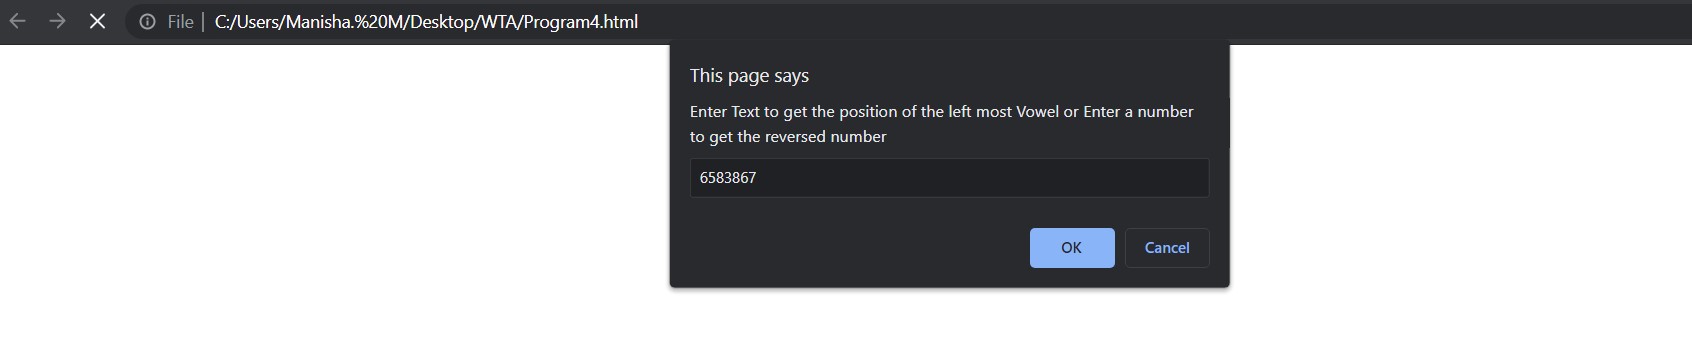 File | C:/Users/Manisha.%20M/Desktop/WTA/Program4.html
This page says
Enter Text to get the position of the left most Vowel or Enter a number
to get the reversed number
6583867
OK Cancel